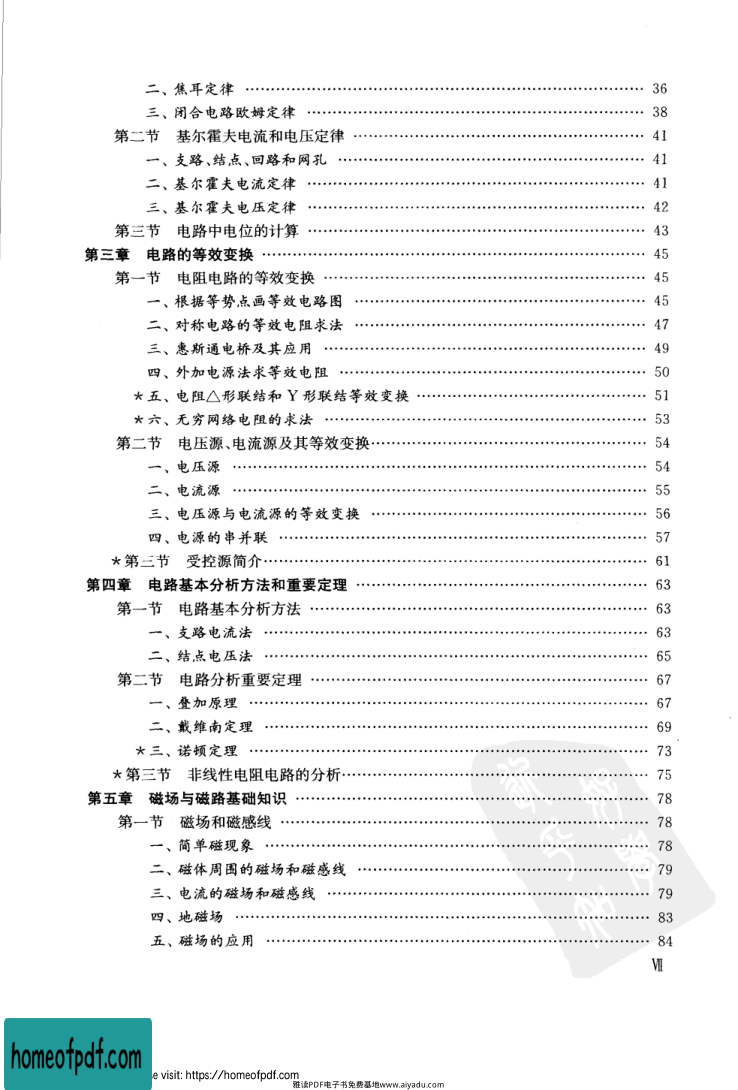 二、焦耳定律 …… 36
三、闭合电路欧姆定律 …… 38
第二节 基尔霍夫电流和电压定律 …… 41
一、支路、结点、回路和网孔 …… 41
二、基尔霍夫电流定律 …… 41
三、基尔霍夫电压定律 …… 42
第三节 电路中电位的计算 …… 43
第三章 电路的等效变换 …… 45
第一节 电阻电路的等效变换 …… 45
一、根据等势点画等效电路图 …… 45
二、对称电路的等效电阻求法 …… 47
三、惠斯通电桥及其应用 …… 49
四、外加电源法求等效电阻 …… 50
*五、电阻△形联结和Y形联结等效变换 …… 51
*六、无穷网络电阻的求法 …… 53
第二节 电压源、电流源及其等效变换 …… 54
一、电压源 …… 54
二、电流源 …… 55
三、电压源与电流源的等效变换 …… 56
四、电源的串并联 …… 57
*第三节 受控源简介 …… 61
第四章 电路基本分析方法和重要定理 …… 63
第一节 电路基本分析方法 …… 63
一、支路电流法 …… 63
二、结点电压法 …… 65
第二节 电路分析重要定理 …… 67
一、叠加原理 …… 67
二、戴维南定理 …… 69
*三、诺顿定理 …… 73
*第三节 非线性电阻电路的分析 …… 75
第五章 磁场与磁路基础知识 …… 78
第一节 磁场和磁感线 …… 78
一、简单磁现象 …… 78
二、磁体周围的磁场和磁感线 …… 79
三、电流的磁场和磁感线 …… 79
四、地磁场 …… 83
五、磁场的应用 …… 84
Ⅶ
homeofpdf.com
e visit: https://homeofpdf.com
雅读PDF电子书免费基地www.aiyadu.com